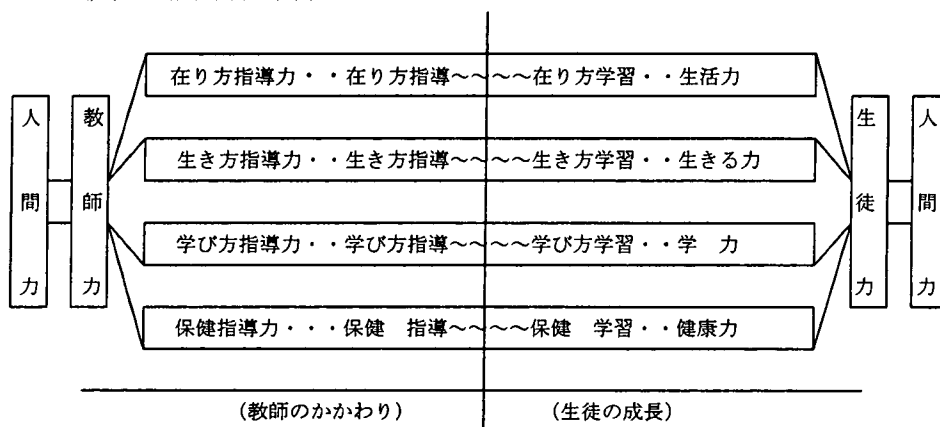 在り方指導力・・在り方指導～～～～在り方学習・・生活力
人間力
教師力
生き方指導力・・生き方指導～～～～生き方学習・・生きる力
生徒力
人間力
学び方指導力・・学び方指導～～～～学び方学習・・学　力
保健指導力・・・保健　指導～～～～保健　学習・・健康力
(教師のかかわり)
(生徒の成長)